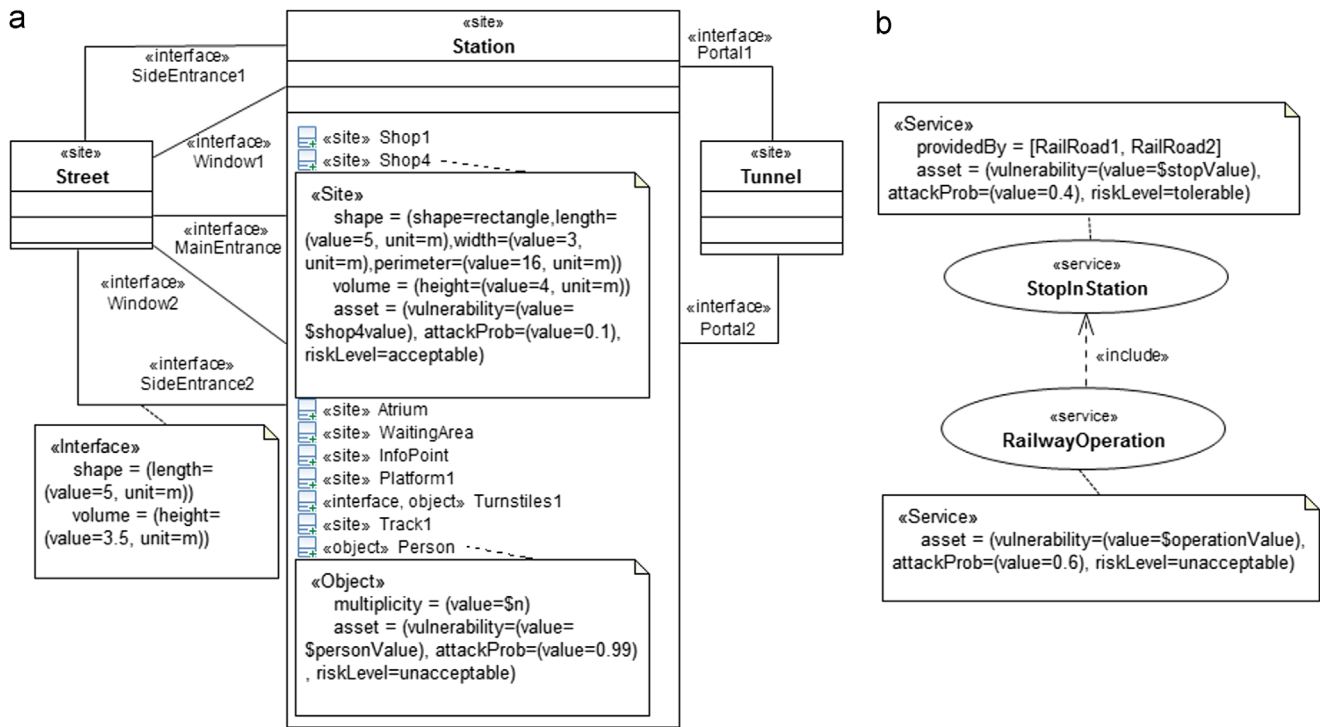 a
«interface»
SideEntrance1
«interface»
Window1
«site»
Street
«interface»
MainEntrance
«interface»
Window2
«interface»
SideEntrance2
«Interface»
shape = (length=
(value=5, unit=m))
volume = (height=
(value=3.5, unit=m))
«site»
Station
«site» Shop1
«site» Shop4
«Site»
shape = (shape=rectangle,length=
(value=5, unit=m),width=(value=3,
unit=m),perimeter=(value=16, unit=m))
volume = (height=(value=4, unit=m))
asset = (vulnerability=(value=
$shop4value), attackProb=(value=0.1),
riskLevel=acceptable)
«site» Atrium
«site» WaitingArea
«site» InfoPoint
«site» Platform1
«interface, object» Turnstiles1
«site» Track1
«object» Person
«Object»
multiplicity = (value=$n)
asset = (vulnerability=(value=
$personValue), attackProb=(value=0.99)
, riskLevel=unacceptable)
«interface»
Portal1
«site»
Tunnel
«interface»
Portal2
b
«Service»
providedBy = [RailRoad1, RailRoad2]
asset = (vulnerability=(value=$stopValue),
attackProb=(value=0.4), riskLevel=tolerable)
«service»
StopInStation
«include»
«service»
RailwayOperation
«Service»
asset = (vulnerability=(value=$operationValue),
attackProb=(value=0.6), riskLevel=unacceptable)